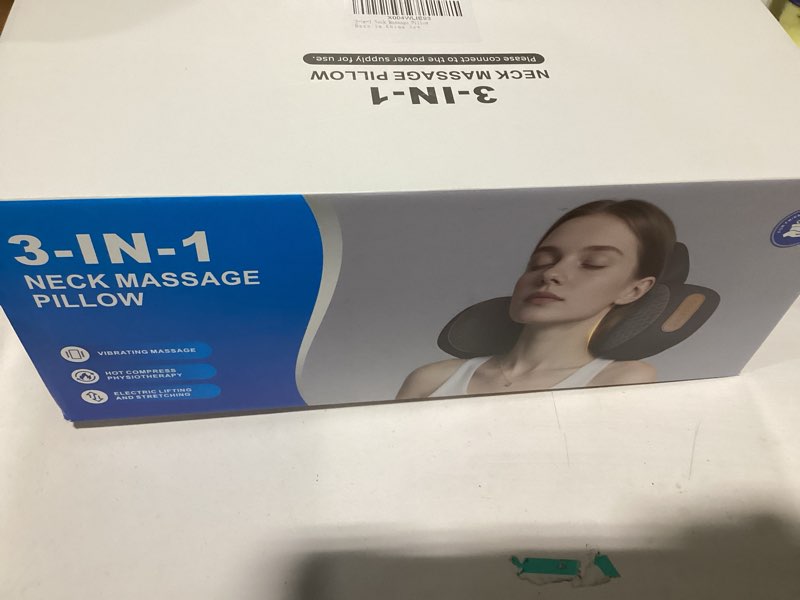 Please connect to the power supply for use.
NECK MASSAGE PILLOW
3-IN-1
3-IN-1
NECK MASSAGE
PILLOW
VIBRATING MASSAGE
HOT COMPRESS
PHYSIOTHERAPY
ELECTRIC LIFTING
AND STRETCHING